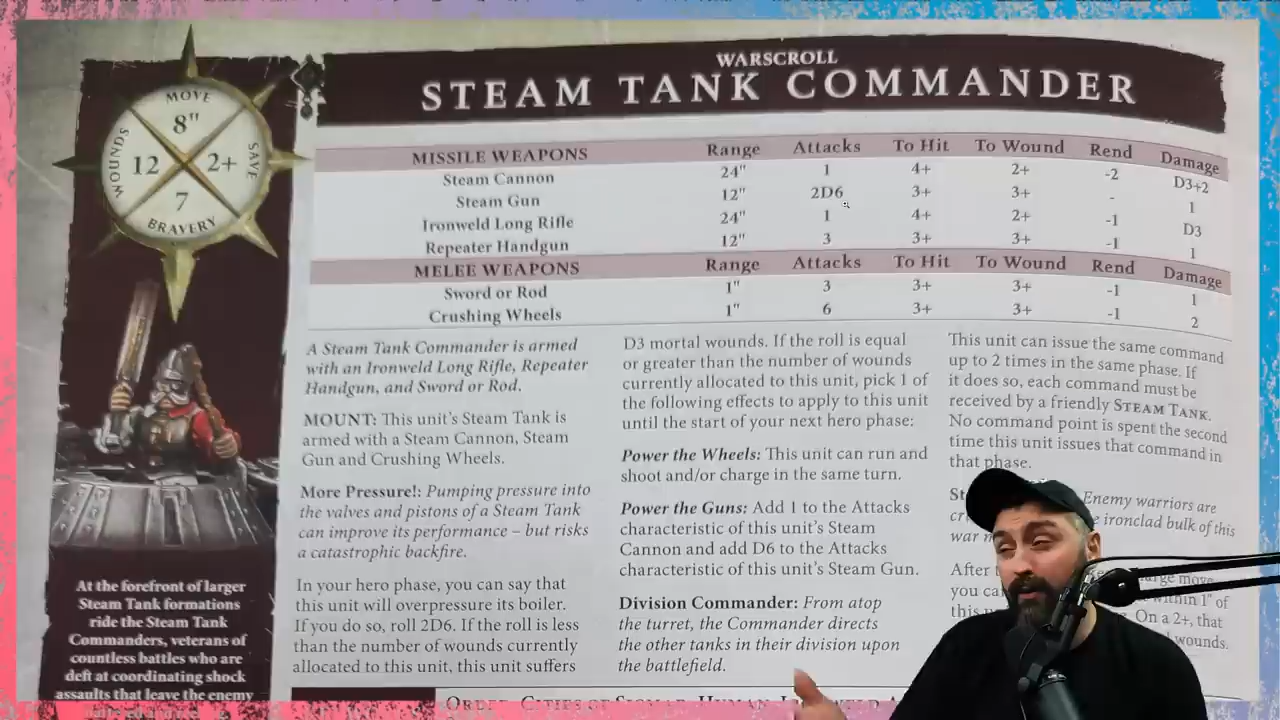 WARSCROLL
STEAM TANK COMMANDER
MOVE
8"
WOUNDS
12
2+
SAVE
7
BRAVERY
MISSILE WEAPONS Range Attacks To Hit To Wound Rend Damage
Steam Cannon 24" 1 4+ 2+ -2 D3+2
Steam Gun 12" 2D6 3+ 3+ - 1
Ironweld Long Rifle 24" 1 4+ 2+ -1 D3
Repeater Handgun 12" 3 3+ 3+ -1 1
MELEE WEAPONS Range Attacks To Hit To Wound Rend Damage
Sword or Rod 1" 3 3+ 3+ -1 1
Crushing Wheels 1" 6 3+ 3+ -1 2
A Steam Tank Commander is armed
with an Ironweld Long Rifle, Repeater
Handgun, and Sword or Rod.
MOUNT: This unit's Steam Tank is
armed with a Steam Cannon, Steam
Gun and Crushing Wheels.
More Pressure!: Pumping pressure into
the valves and pistons of a Steam Tank
can improve its performance – but risks
a catastrophic backfire.
In your hero phase, you can say that
this unit will overpressure its boiler.
If you do so, roll 2D6. If the roll is less
than the number of wounds currently
allocated to this unit, this unit suffers
D3 mortal wounds. If the roll is equal
or greater than the number of wounds
currently allocated to this unit, pick 1 of
the following effects to apply to this unit
until the start of your next hero phase:
Power the Wheels: This unit can run and
shoot and/or charge in the same turn.
Power the Guns: Add 1 to the Attacks
characteristic of this unit's Steam
Cannon and add D6 to the Attacks
characteristic of this unit's Steam Gun.
Division Commander: From atop
the turret, the Commander directs
the other tanks in their division upon
the battlefield.
This unit can issue the same command
up to 2 times in the same phase. If
it does so, each command must be
received by a friendly STEAM TANK.
No command point is spent the second
time this unit issues that command in
that phase.
Enemy warriors are
ironclad bulk of this
war
After move
you ca within 1" of
this On a 2+, that
wounds.
At the forefront of larger
Steam Tank formations
ride the Steam Tank
Commanders, veterans of
countless battles who are
deft at coordinating shock
assaults that leave the enemy